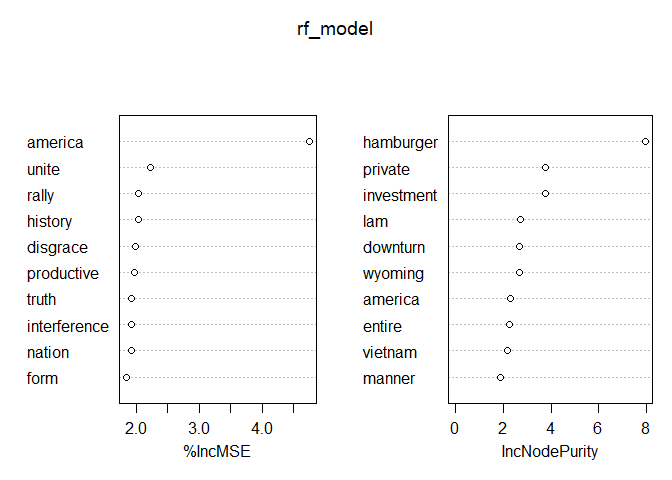 rf_model
america
unite
rally
history
disgrace
productive
truth
interference
nation
form
2.0 3.0 4.0
%IncMSE
hamburger
private
investment
lam
downturn
wyoming
america
entire
vietnam
manner
0 2 4 6 8
IncNodePurity